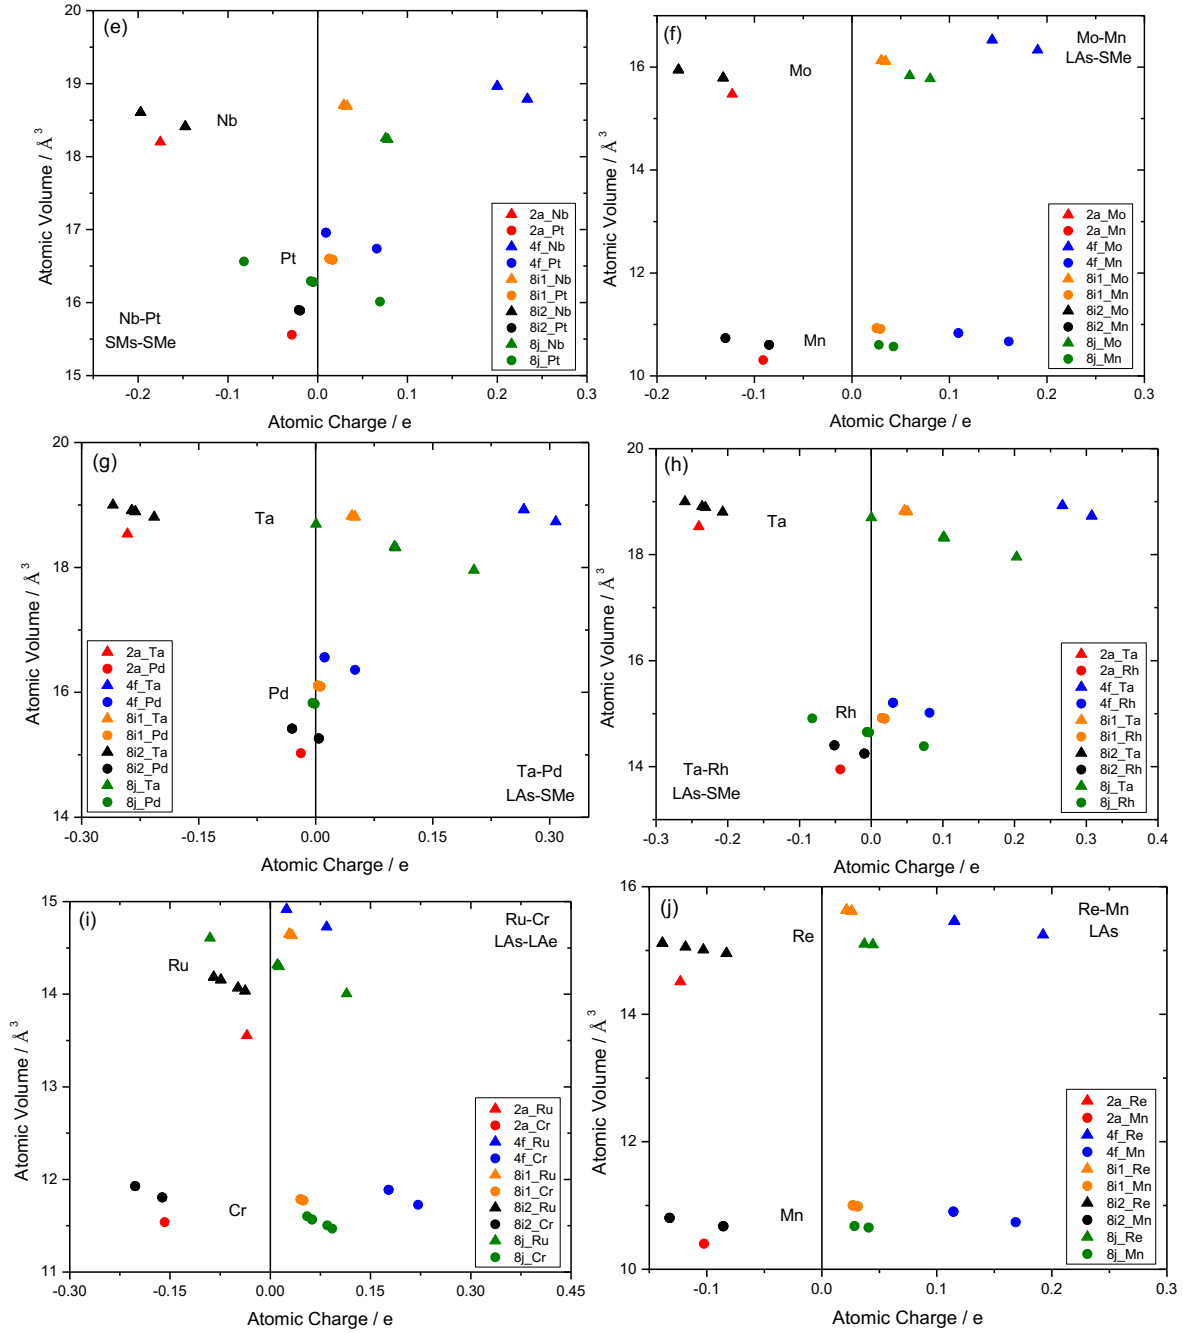 (e)
20
19
18
17
16
15
Atomic Volume / Å³
-0.2
-0.1
0.0
0.1
0.2
0.3
Atomic Charge / e
Nb
Pt
Nb-Pt
SMs-SMe
2a_Nb
2a_Pt
4f_Nb
4f_Pt
8i1_Nb
8i1_Pt
8i2_Nb
8i2_Pt
8j_Nb
8j_Pt
(f)
16
14
12
10
Atomic Volume / Å³
-0.2
-0.1
0.0
0.1
0.2
0.3
Atomic Charge / e
Mo-Mn
LAs-SMe
Mo
Mn
2a_Mo
2a_Mn
4f_Mo
4f_Mn
8i1_Mo
8i1_Mn
8i2_Mo
8i2_Mn
8j_Mo
8j_Mn
(g)
20
18
16
14
Atomic Volume / Å³
-0.30
-0.15
0.00
0.15
0.30
Atomic Charge / e
Ta
Pd
Ta-Pd
LAs-SMe
2a_Ta
2a_Pd
4f_Ta
4f_Pd
8i1_Ta
8i1_Pd
8i2_Ta
8i2_Pd
8j_Ta
8j_Pd
(h)
20
18
16
14
Atomic Volume / Å³
-0.3
-0.2
-0.1
0.0
0.1
0.2
0.3
0.4
Atomic Charge / e
Ta
Rh
Ta-Rh
LAs-SMe
2a_Ta
2a_Rh
4f_Ta
4f_Rh
8i1_Ta
8i1_Rh
8i2_Ta
8i2_Rh
8j_Ta
8j_Rh
(i)
15
14
13
12
11
Atomic Volume / Å³
-0.30
-0.15
0.00
0.15
0.30
0.45
Atomic Charge / e
Ru-Cr
LAs-LAe
Ru
Cr
2a_Ru
2a_Cr
4f_Ru
4f_Cr
8i1_Ru
8i1_Cr
8i2_Ru
8i2_Cr
8j_Ru
8j_Cr
(j)
16
14
12
10
Atomic Volume / Å³
-0.1
0.0
0.1
0.2
0.3
Atomic Charge / e
Re-Mn
LAs
Re
Mn
2a_Re
2a_Mn
4f_Re
4f_Mn
8i1_Re
8i1_Mn
8i2_Re
8i2_Mn
8j_Re
8j_Mn